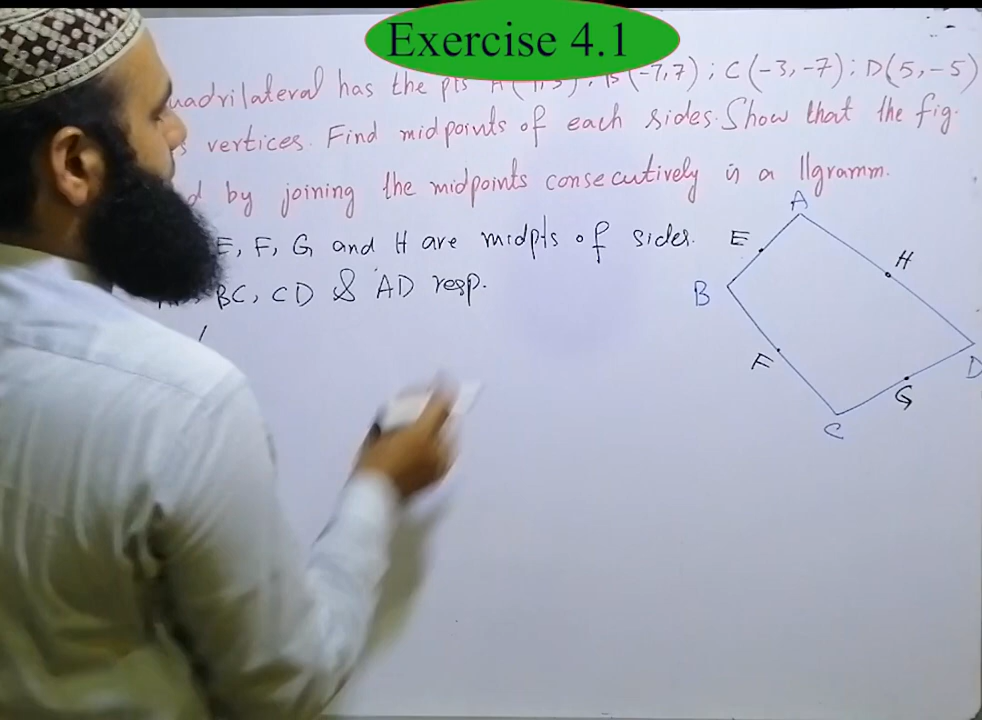 Exercise 4.1
uadrilateral has the pts (-7,7) ; C (-3, -7) ; D(5, -5)
vertices. Find midpoints of each sides. Show that the fig.
by joining the midpoints consecutively is a ||gramm.
E, F, G and H are midpts of sides.
BC, CD & AD resp.
A
E
H
B
F
D
G
C